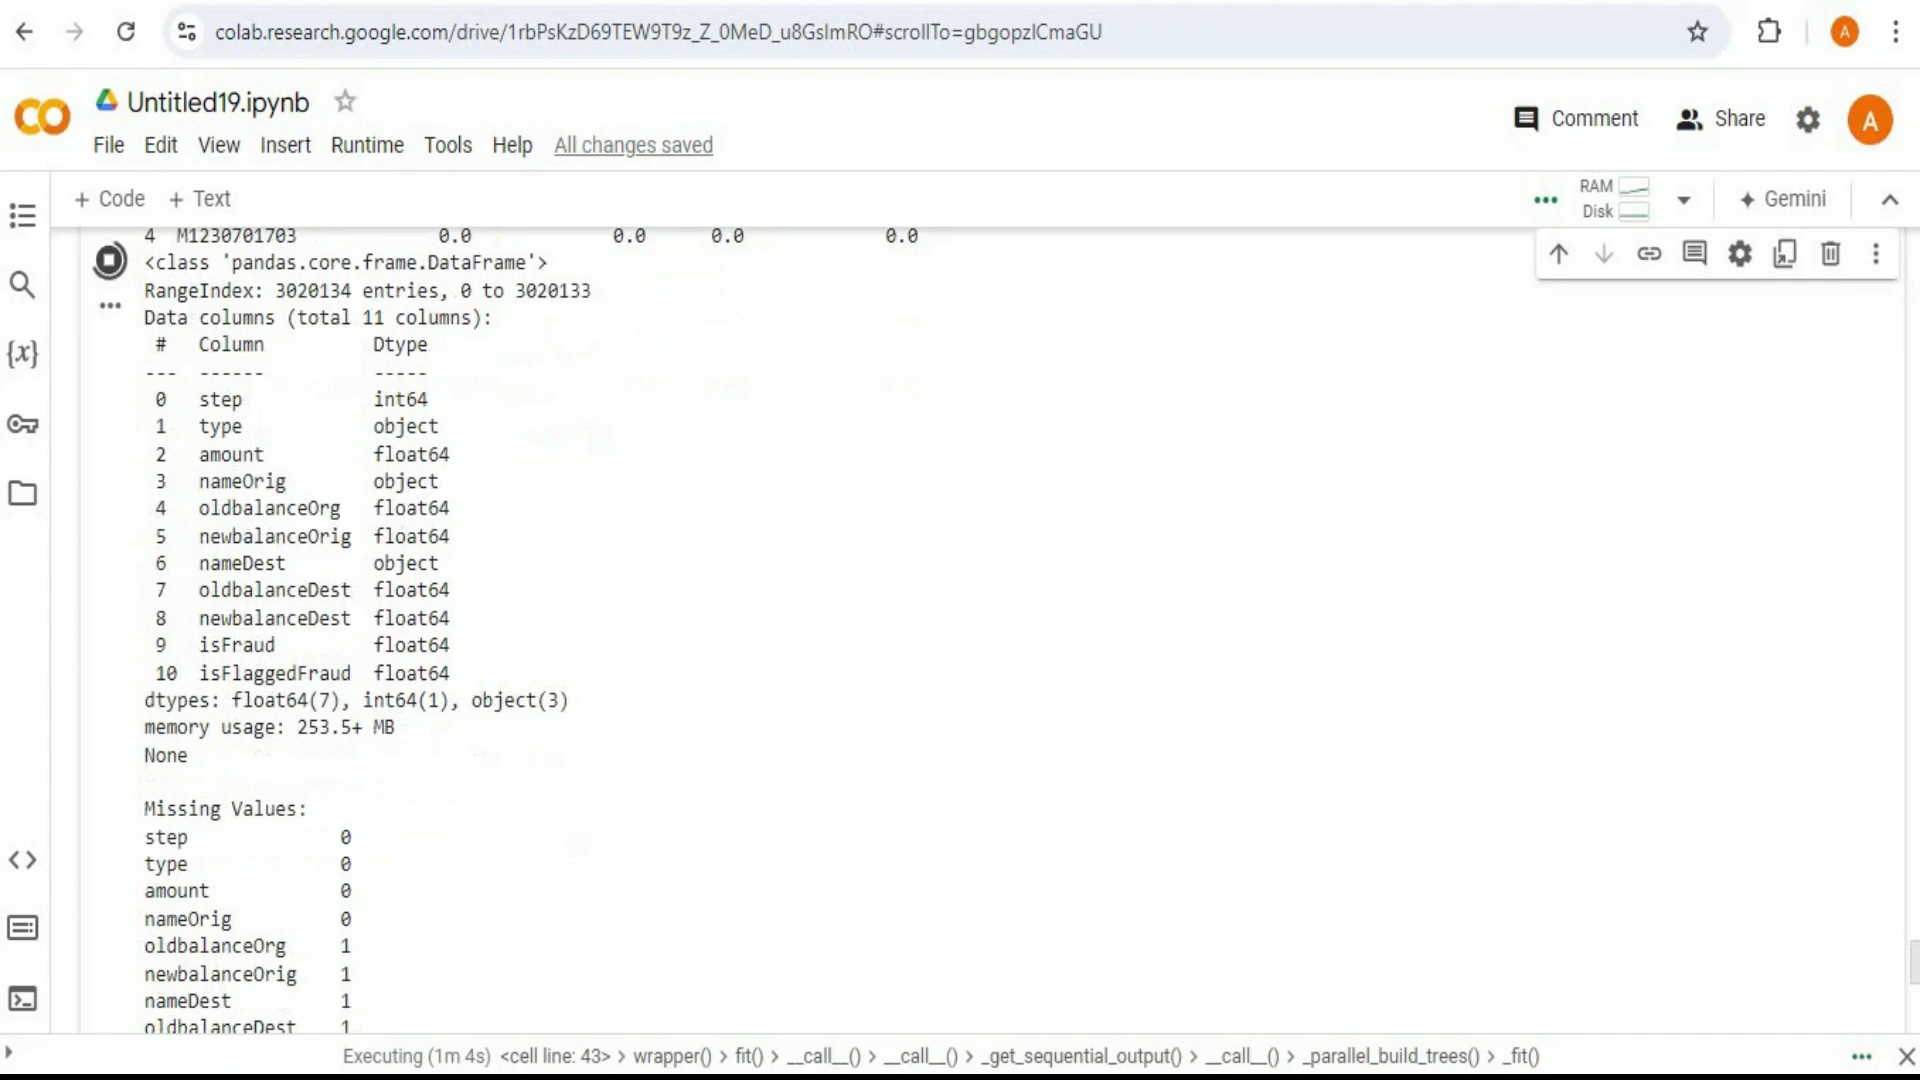 colab.research.google.com/drive/1rbPsKzD69TEW9T9z_Z_0MeD_u8GsImRO#scrollTo=gbgopzlCmaGU
A
CO
Untitled19.ipynb
File Edit View Insert Runtime Tools Help All changes saved
Comment Share A
+ Code + Text
RAM
Disk
Gemini
4 M1230701703 0.0 0.0 0.0 0.0
<class 'pandas.core.frame.DataFrame'>
RangeIndex: 3020134 entries, 0 to 3020133
Data columns (total 11 columns):
# Column Dtype
--- ------ -----
0 step int64
1 type object
2 amount float64
3 nameOrig object
4 oldbalanceOrg float64
5 newbalanceOrig float64
6 nameDest object
7 oldbalanceDest float64
8 newbalanceDest float64
9 isFraud float64
10 isFlaggedFraud float64
dtypes: float64(7), int64(1), object(3)
memory usage: 253.5+ MB
None
Missing Values:
step 0
type 0
amount 0
nameOrig 0
oldbalanceOrg 1
newbalanceOrig 1
nameDest 1
oldbalanceDest 1
Executing (1m 4s) <cell line: 43> > wrapper() > fit() > __call__() > __call__() > _get_sequential_output() > __call__() > _parallel_build_trees() > _fit()